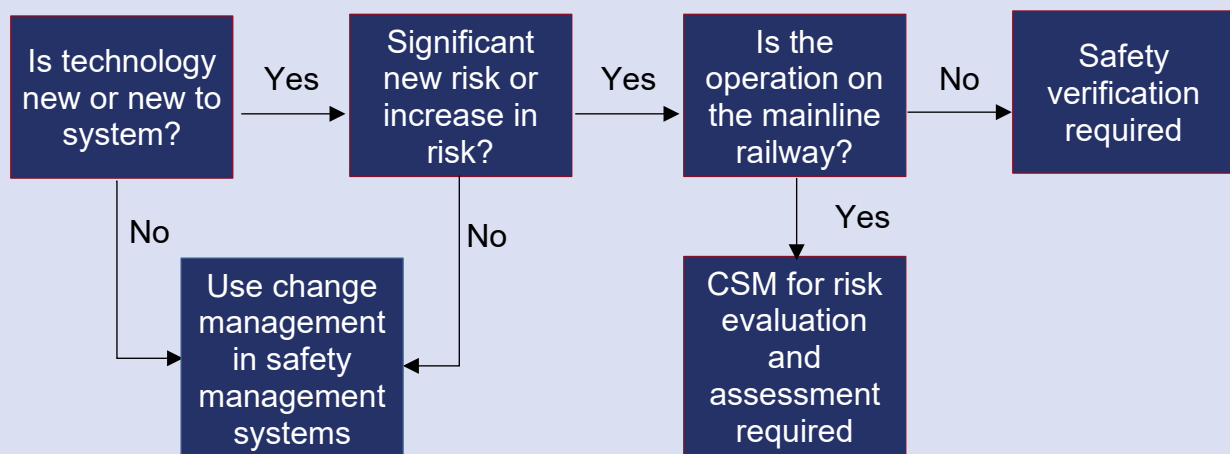 Is technology
new or new to
system?
Yes
Significant
new risk or
increase in
risk?
Yes
Is the
operation on
the mainline
railway?
No
Safety
verification
required
No
No
Yes
Use change
management
in safety
management
systems
CSM for risk
evaluation
and
assessment
required